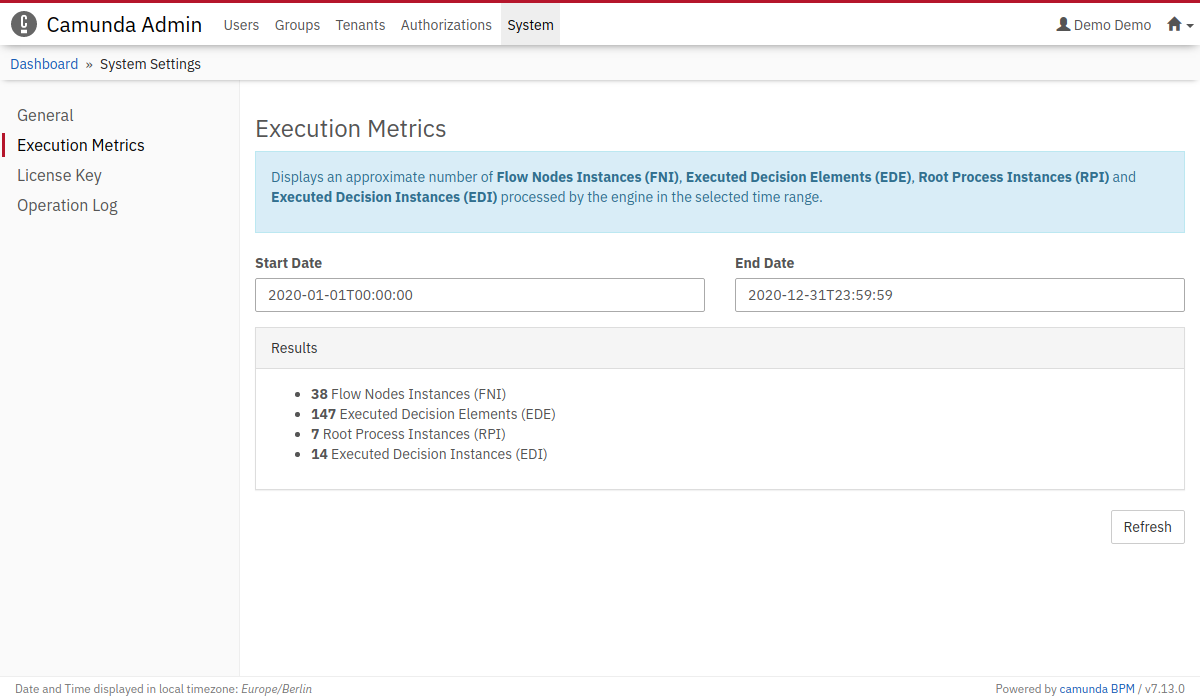 Camunda Admin Users Groups Tenants Authorizations System Demo Demo
Dashboard » System Settings
General
Execution Metrics
License Key
Operation Log
Execution Metrics
Displays an approximate number of Flow Nodes Instances (FNI), Executed Decision Elements (EDE), Root Process Instances (RPI) and
Executed Decision Instances (EDI) processed by the engine in the selected time range.
Start Date End Date
2020-01-01T00:00:00 2020-12-31T23:59:59
Results
• 38 Flow Nodes Instances (FNI)
• 147 Executed Decision Elements (EDE)
• 7 Root Process Instances (RPI)
• 14 Executed Decision Instances (EDI)
Refresh
Date and Time displayed in local timezone: Europe/Berlin Powered by camunda BPM / v7.13.0